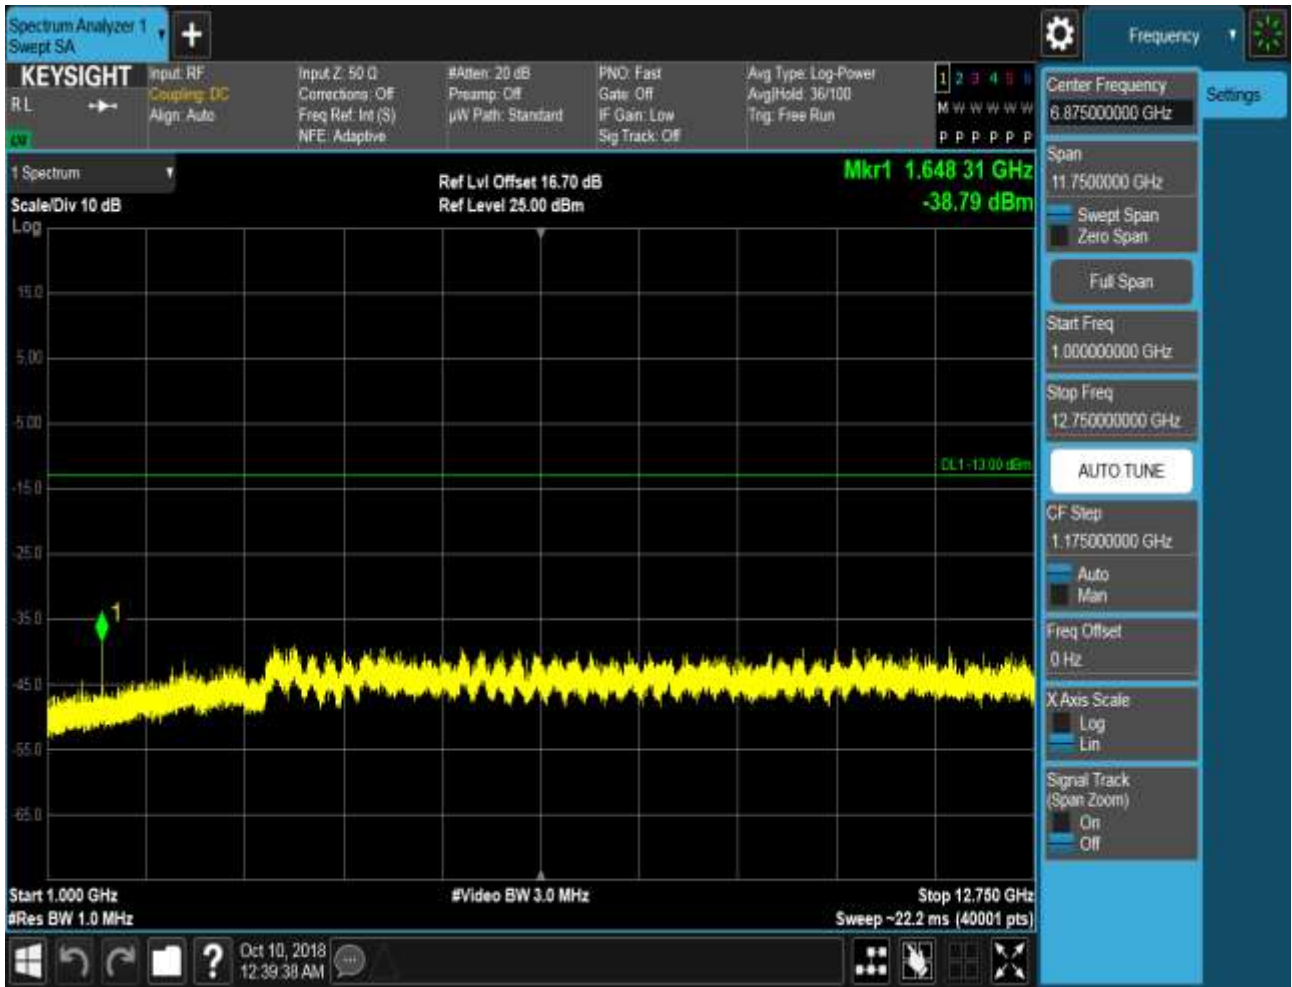 Spectrum Analyzer 1
Swept SA
+
Frequency
KEYSIGHT
RL
LW
Input: RF
Coupling: DC
Align: Auto
Input Z: 50 Ω
Corrections: Off
Freq Ref: Int (S)
NFE: Adaptive
#Atten: 20 dB
Preamp: Off
µW Path: Standard
PNO: Fast
Gate: Off
IF Gain: Low
Sig Track: Off
Avg Type: Log-Power
Avg|Hold: 36/100
Trig: Free Run
1 2 3 4 5 6
M W W W W W
P P P P P P
1 Spectrum
Scale/Div 10 dB
Log
Ref Lvl Offset 16.70 dB
Ref Level 25.00 dBm
Mkr1 1.648 31 GHz
-38.79 dBm
15.0
5.00
-5.00
-15.0
-25.0
-35.0
-45.0
-55.0
-65.0
DL1 -13.00 dBm
1
Start 1.000 GHz
#Res BW 1.0 MHz
#Video BW 3.0 MHz
Stop 12.750 GHz
Sweep ~22.2 ms (40001 pts)
Center Frequency
6.875000000 GHz
Settings
Span
11.7500000 GHz
Swept Span
Zero Span
Full Span
Start Freq
1.000000000 GHz
Stop Freq
12.750000000 GHz
AUTO TUNE
CF Step
1.175000000 GHz
Auto
Man
Freq Offset
0 Hz
X Axis Scale
Log
Lin
Signal Track
(Span Zoom)
On
Off
?
Oct 10, 2018
12:39:38 AM